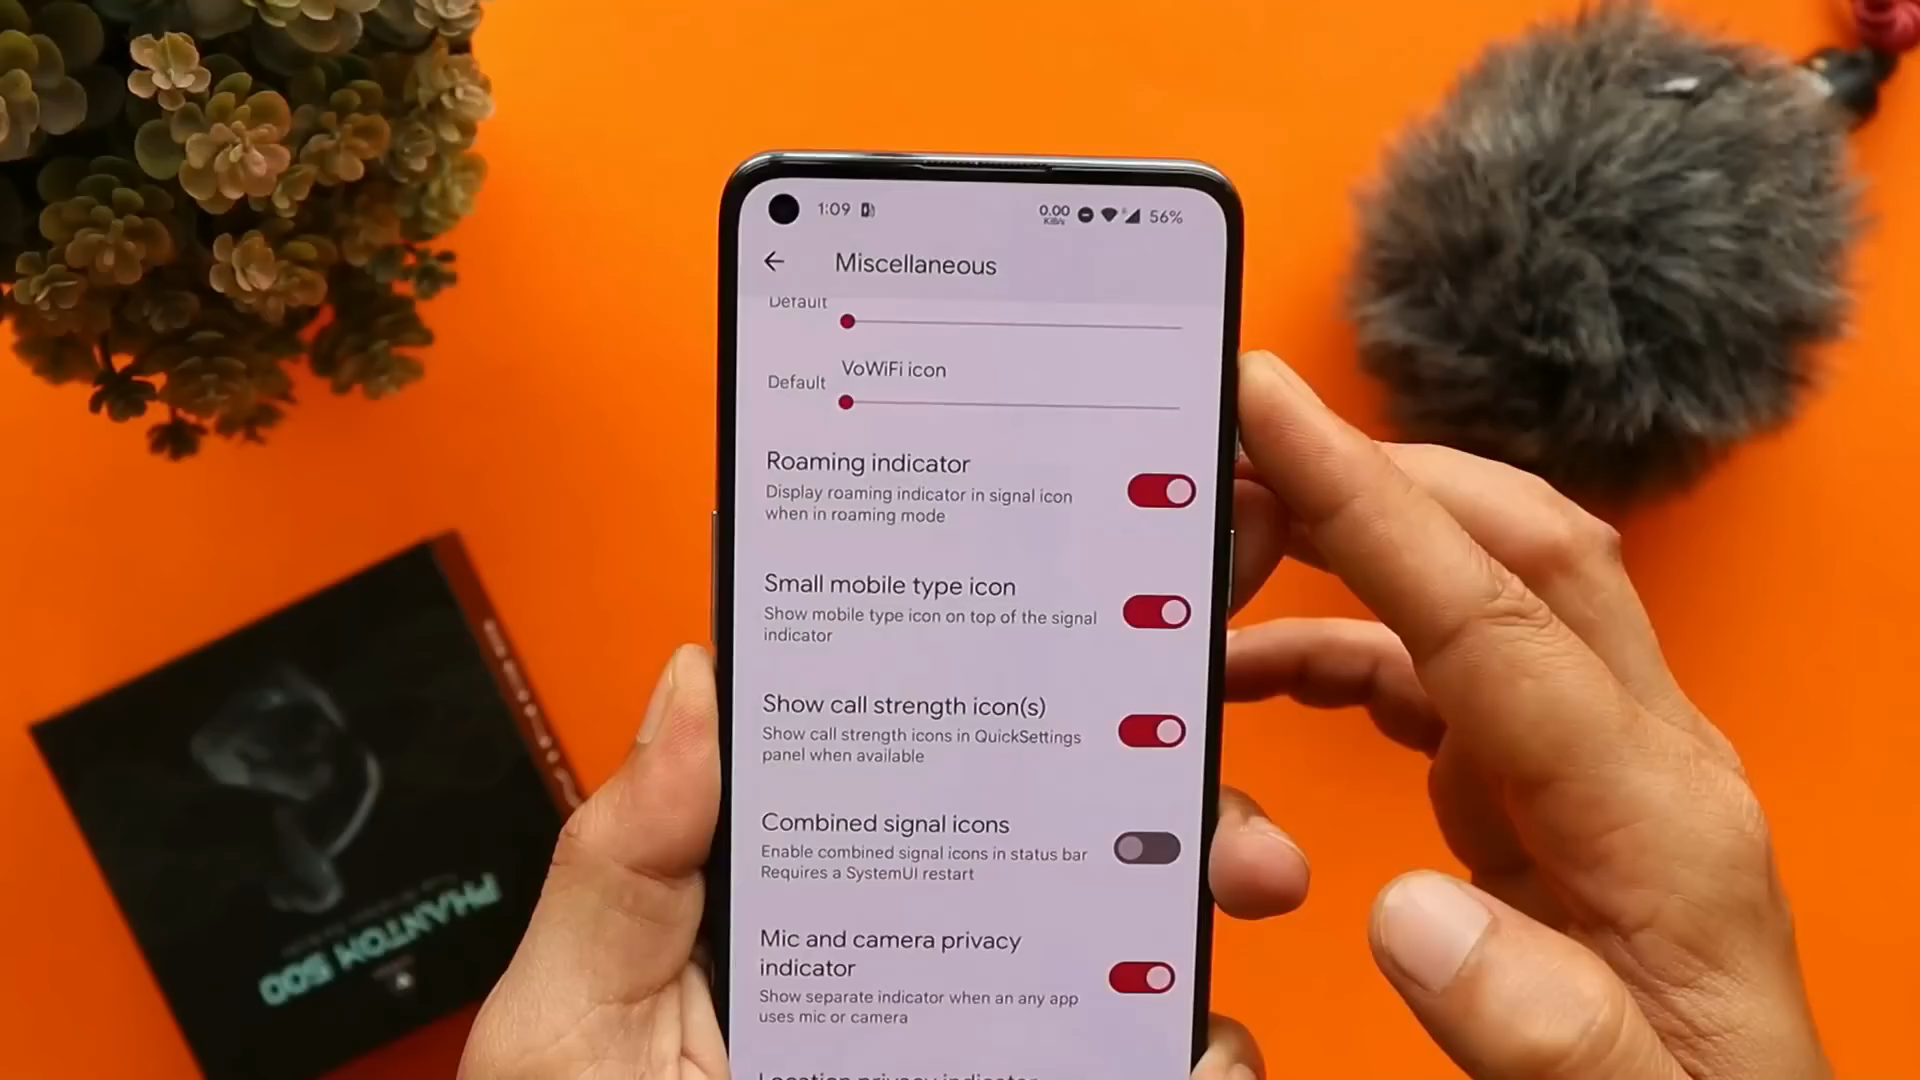 1:09
0.00
KB/s
56%
Miscellaneous
Default
VoWiFi icon
Default
Roaming indicator
Display roaming indicator in signal icon
when in roaming mode
Small mobile type icon
Show mobile type icon on top of the signal
indicator
Show call strength icon(s)
Show call strength icons in QuickSettings
panel when available
Combined signal icons
Enable combined signal icons in status bar
Requires a SystemUI restart
Mic and camera privacy
indicator
Show separate indicator when an any app
uses mic or camera
Location privacy indicator
PHANTOM 500